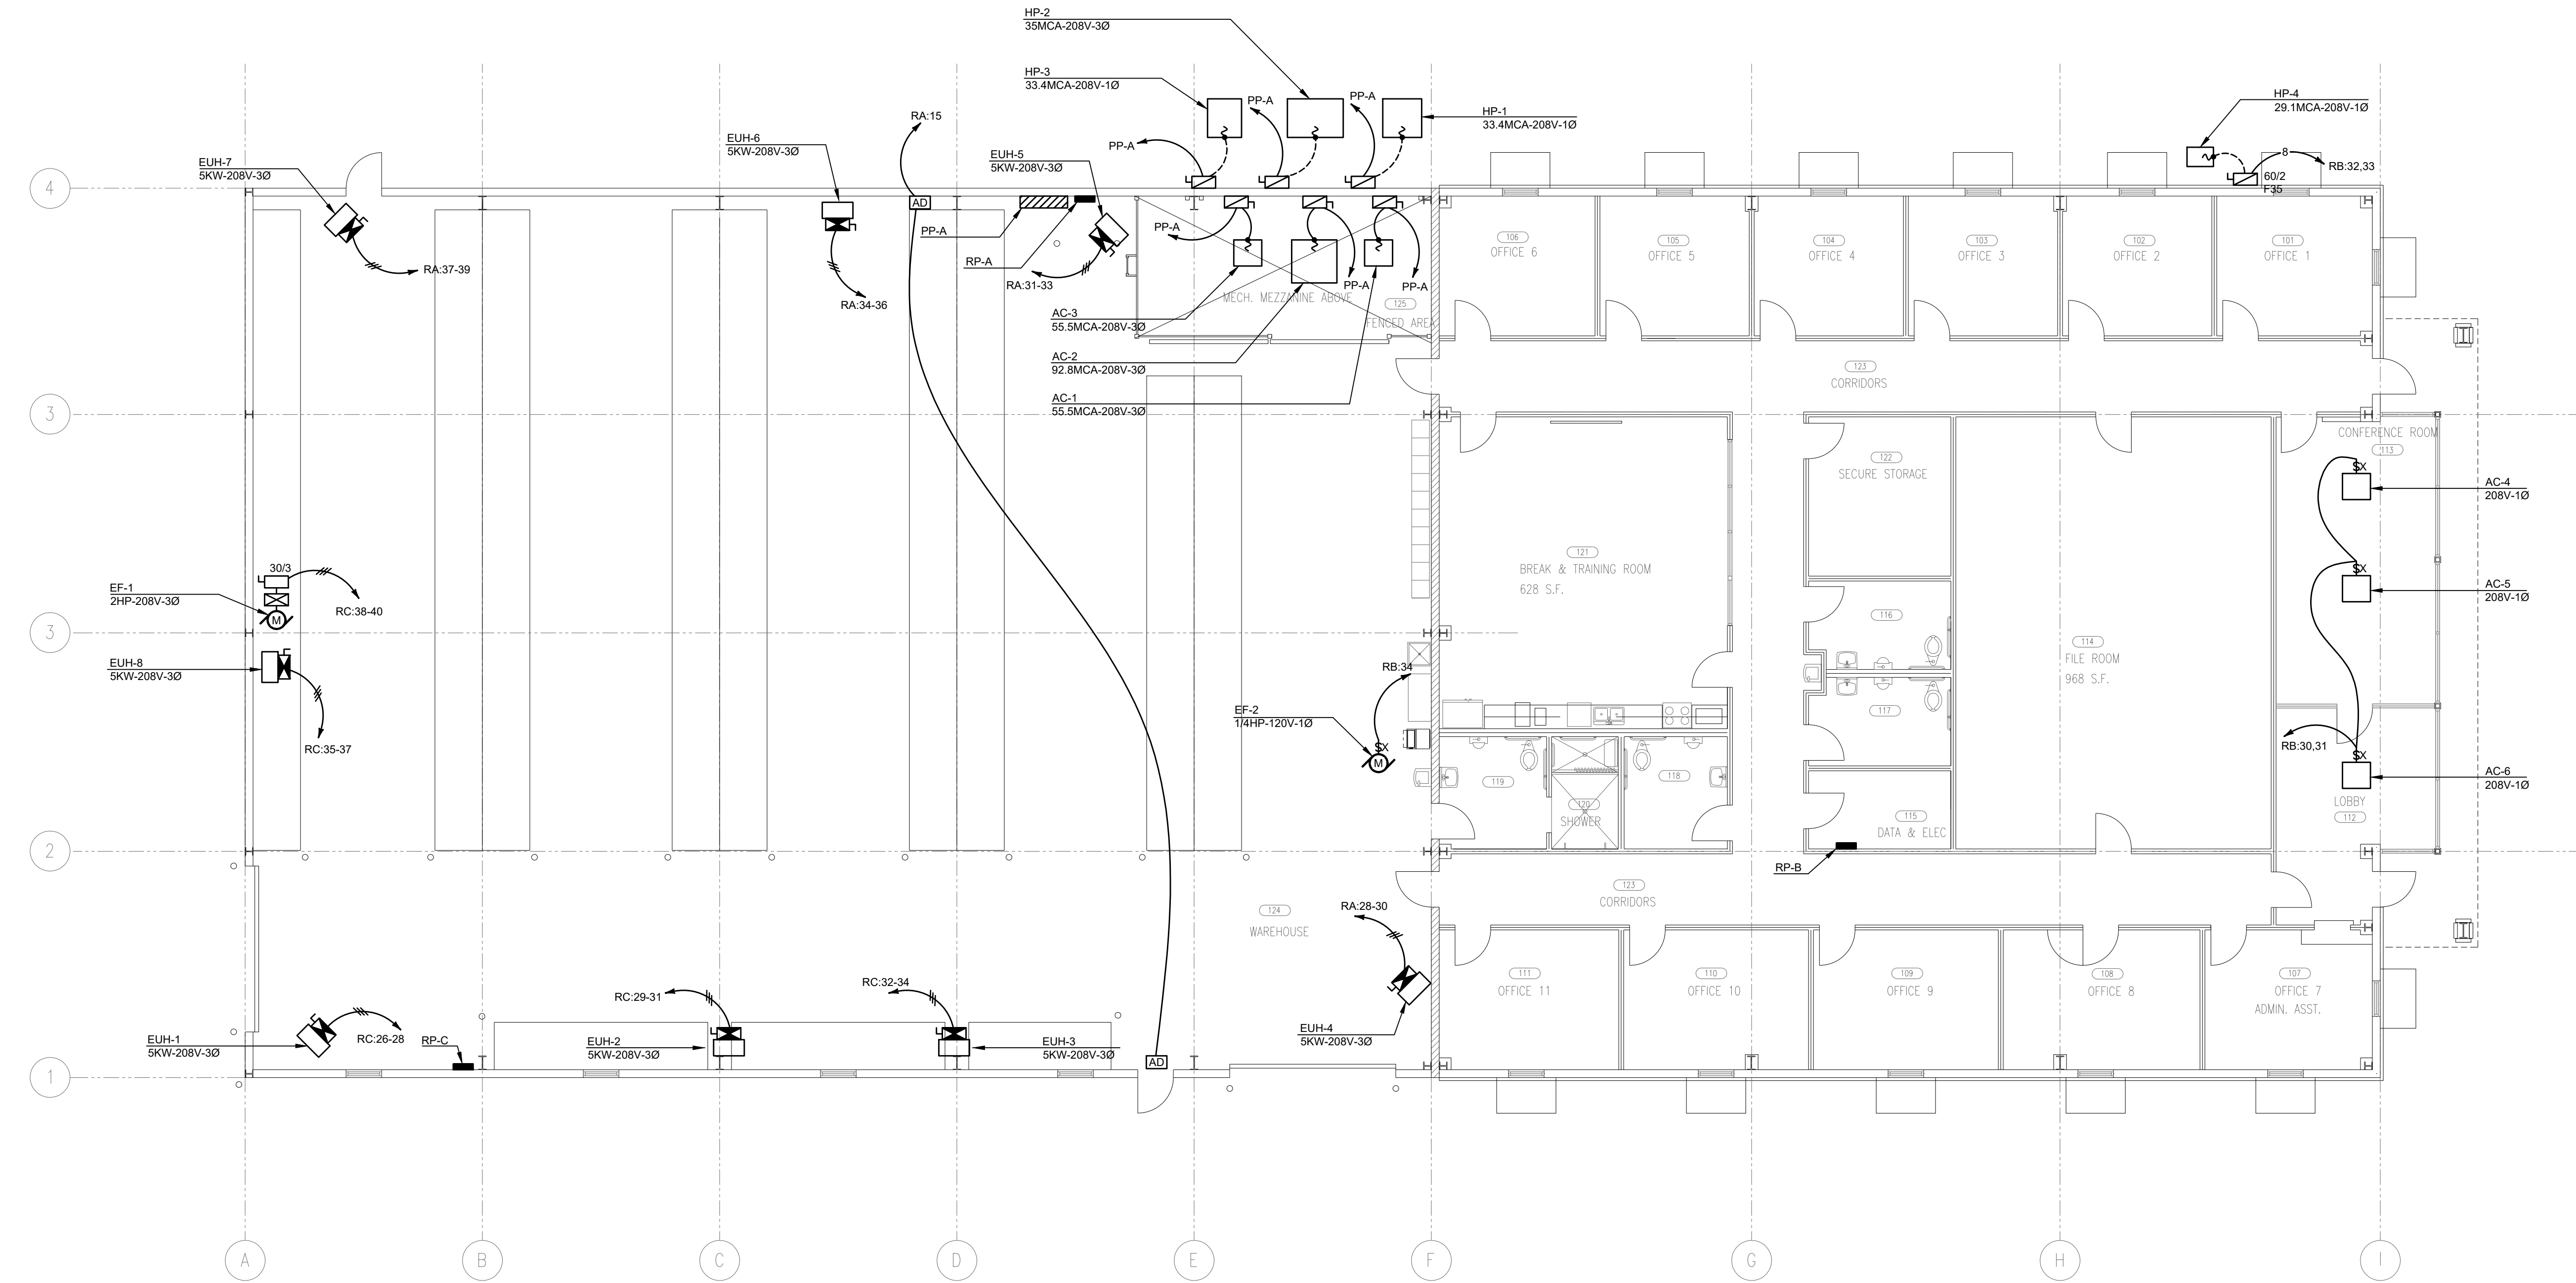 HP-2
35MCA-208V-3Ø
HP-3
33.4MCA-208V-1Ø
PP-A
PP-A
PP-A
HP-1
33.4MCA-208V-1Ø
HP-4
29.1MCA-208V-1Ø
8
RB:32,33
60/2
F35
RA:15
EUH-6
5KW-208V-3Ø
EUH-5
5KW-208V-3Ø
EUH-7
5KW-208V-3Ø
4
AD
PP-A
RP-A
PP-A
PP-A
PP-A
RA:37-39
RA:34-36
RA:31-33
MECH. MEZZANINE ABOVE
125
FENCED AREA
AC-3
55.5MCA-208V-3Ø
AC-2
92.8MCA-208V-3Ø
AC-1
55.5MCA-208V-3Ø
106
OFFICE 6
105
OFFICE 5
104
OFFICE 4
103
OFFICE 3
102
OFFICE 2
101
OFFICE 1
123
CORRIDORS
3
CONFERENCE ROOM
113
122
SECURE STORAGE
$X
AC-4
208V-1Ø
121
BREAK & TRAINING ROOM
628 S.F.
$X
AC-5
208V-1Ø
30/3
EF-1
2HP-208V-3Ø
M
RC:38-40
116
3
114
FILE ROOM
968 S.F.
EUH-8
5KW-208V-3Ø
RB:34
RC:35-37
EF-2
1/4HP-120V-1Ø
$X
M
117
RB:30,31
$X
AC-6
208V-1Ø
119
118
120
SHOWER
LOBBY
112
115
DATA & ELEC
2
RP-B
123
CORRIDORS
124
WAREHOUSE
RA:28-30
111
OFFICE 11
110
OFFICE 10
109
OFFICE 9
108
OFFICE 8
107
OFFICE 7
ADMIN. ASST.
RC:29-31
RC:32-34
EUH-1
5KW-208V-3Ø
RC:26-28
RP-C
EUH-2
5KW-208V-3Ø
EUH-3
5KW-208V-3Ø
EUH-4
5KW-208V-3Ø
AD
1
A
B
C
D
E
F
G
H
I